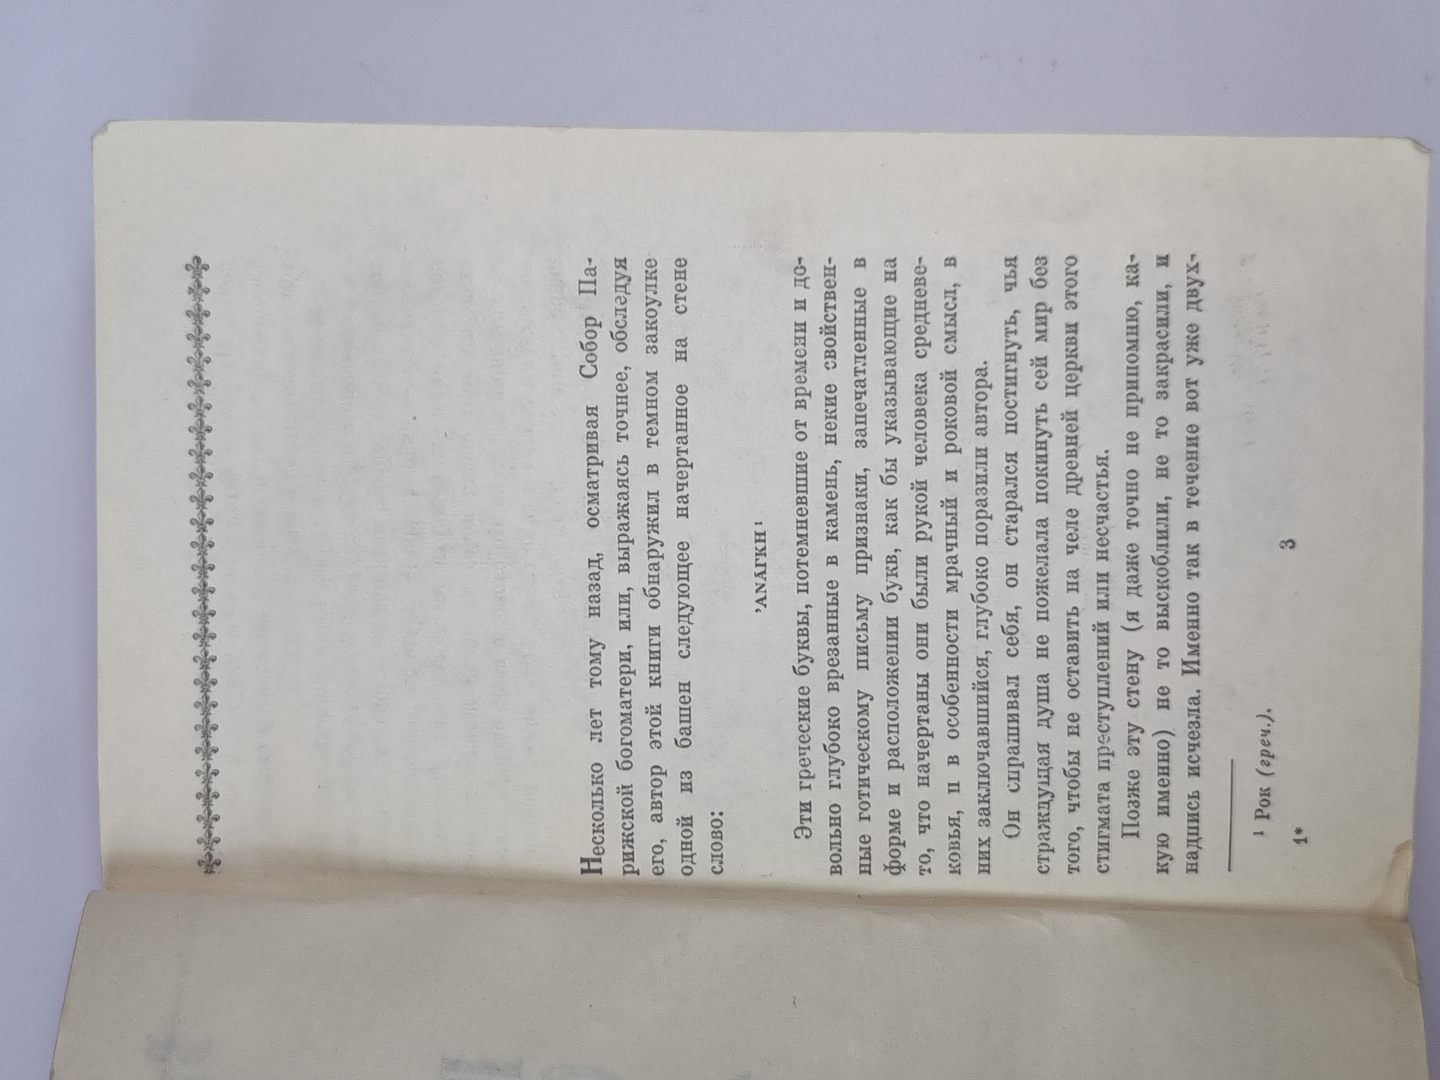 Несколько лет тому назад, осматривая Собор Па-
рижской богоматери, или, выражаясь точнее, обследуя
его, автор этой книги обнаружил в темном закоулке
одной из башен следующее начертанное на стене
слово:
’ΑΝÁΓΚΗ ¹
Эти греческие буквы, потемневшие от времени и до-
вольно глубоко врезанные в камень, некие свойствен-
ные готическому письму признаки, запечатленные в
форме и расположении букв, как бы указывающие на
то, что начертаны они были рукой человека средневе-
ковья, и в особенности мрачный и роковой смысл, в
них заключавшийся, глубоко поразили автора.
Он спрашивал себя, он старался постигнуть, чья
страждущая душа не пожелала покинуть сей мир без
того, чтобы не оставить на челе древней церкви этого
стигмата преступлений или несчастья.
Позже эту стену (я даже точно не припомню, ка-
кую именно) не то выскоблили, не то закрасили, и
надпись исчезла. Именно так в течение вот уже двух-
¹ Рок (греч.).
1*
3